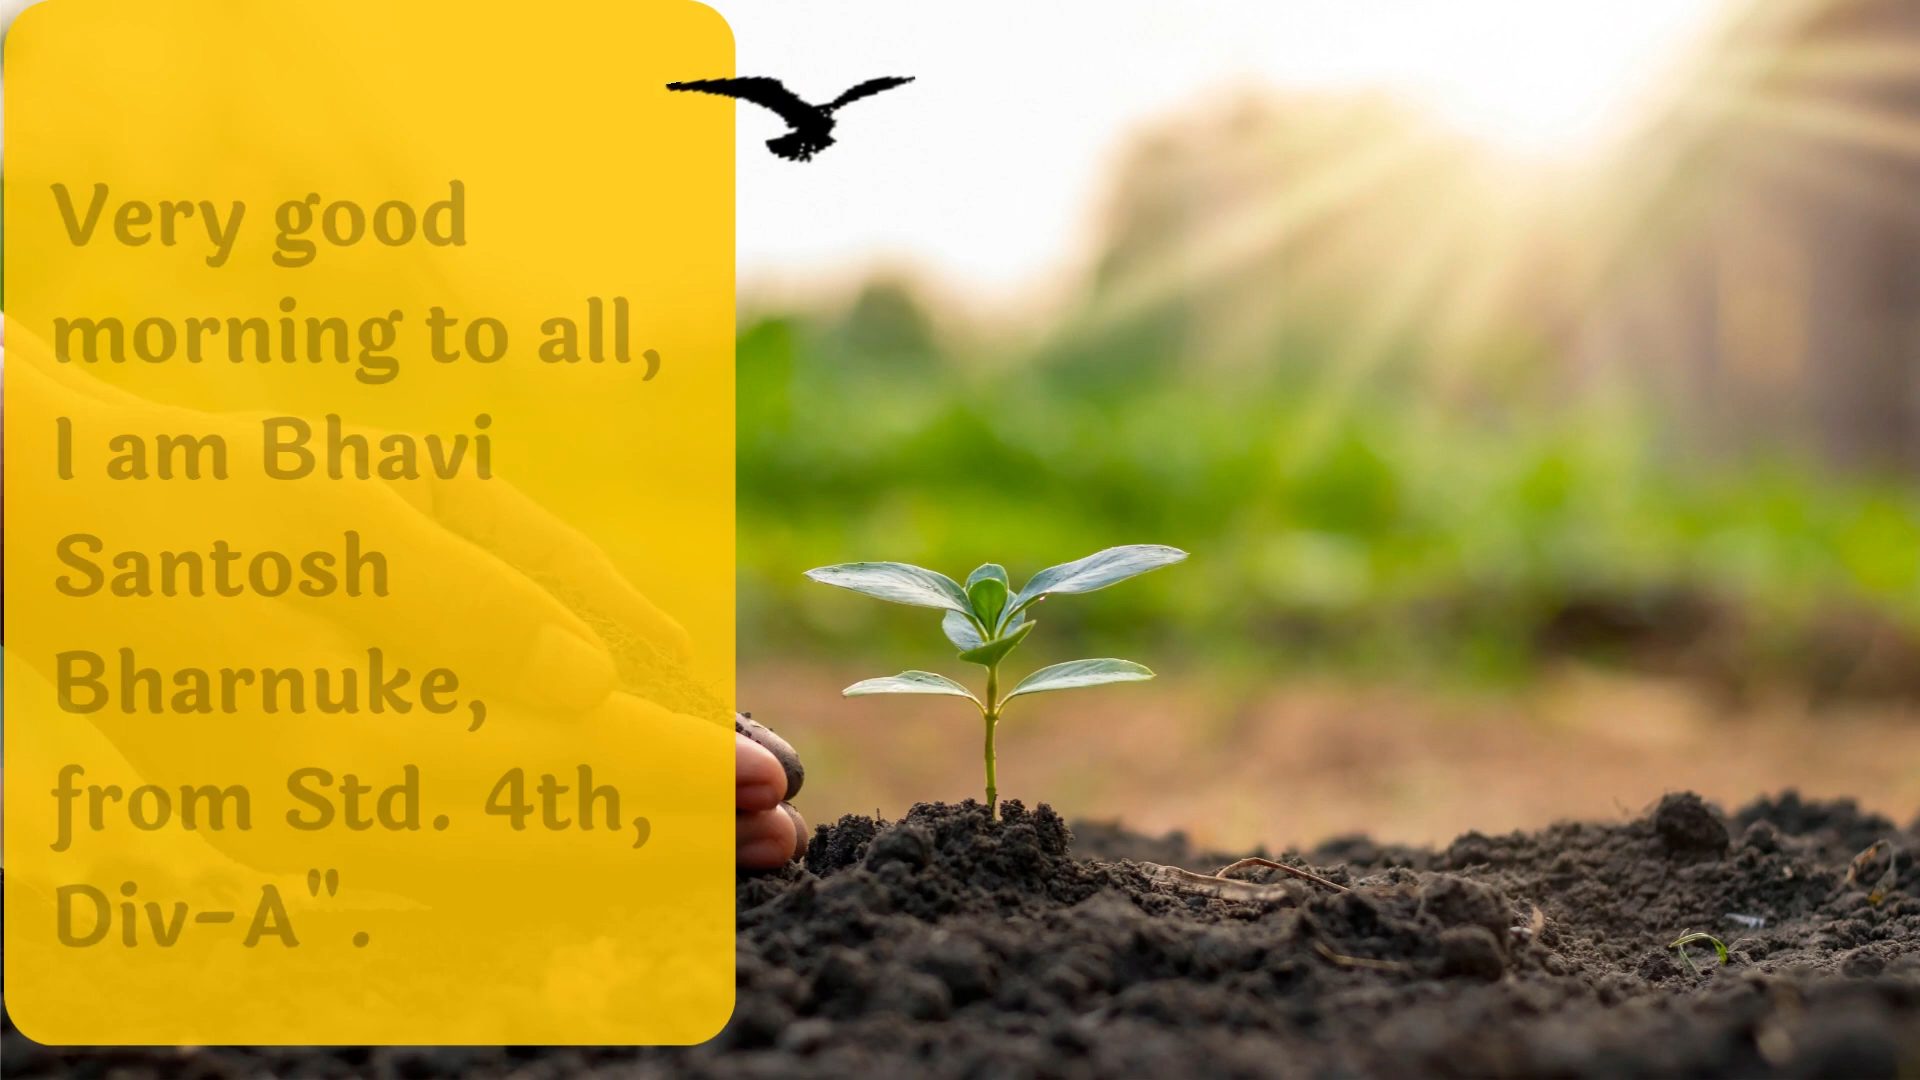 Very good
morning to all,
I am Bhavi
Santosh
Bharnuke,
from Std. 4th,
Div-A".